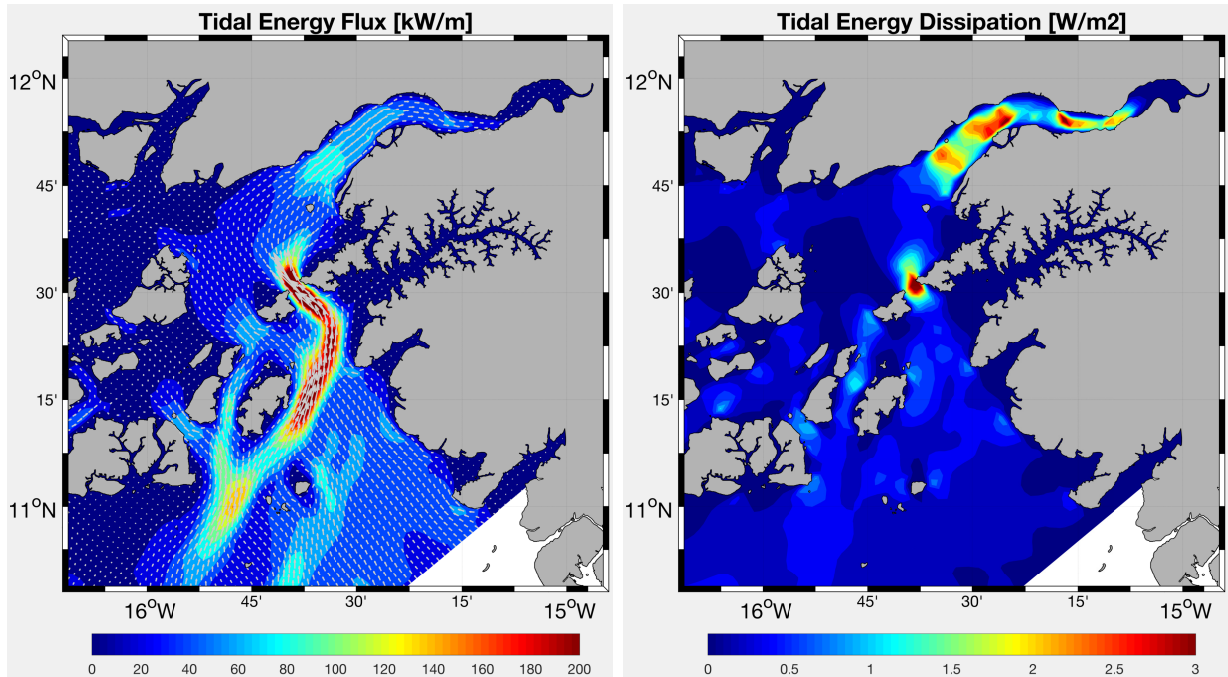 Tidal Energy Flux [kW/m]
12°N
45'
30'
15'
11°N
16°W
45'
30'
15'
15°W
0 20 40 60 80 100 120 140 160 180 200
Tidal Energy Dissipation [W/m2]
12°N
45'
30'
15'
11°N
16°W
45'
30'
15'
15°W
0 0.5 1 1.5 2 2.5 3